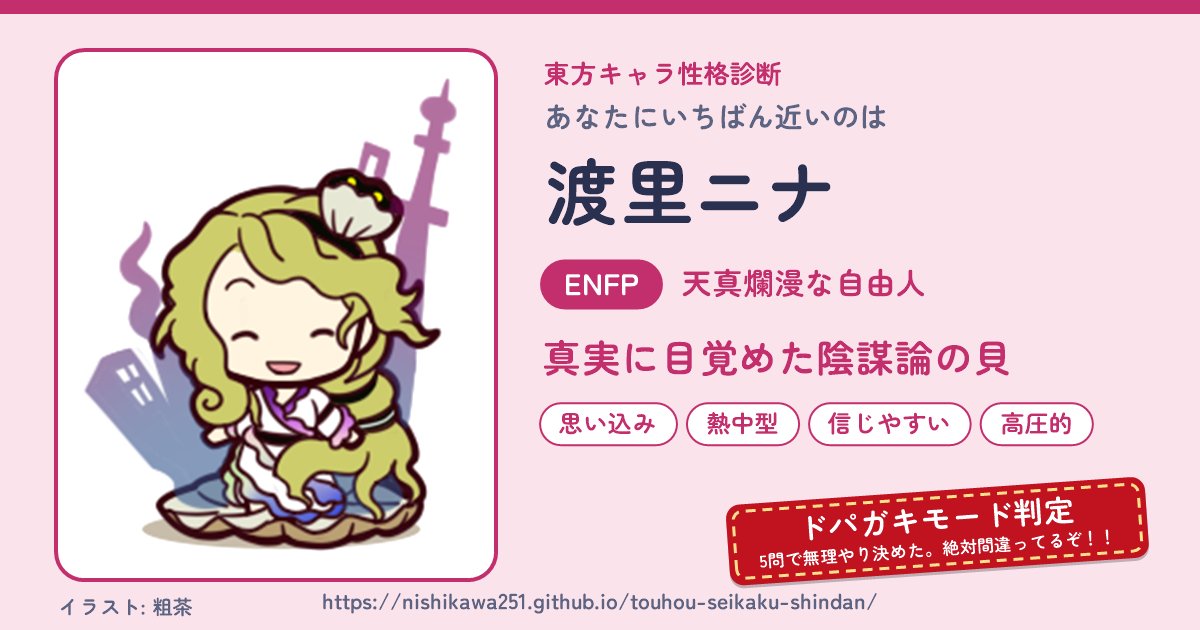 東方キャラ性格診断
あなたにいちばん近いのは
渡里ニナ
ENFP 天真爛漫な自由人
真実に目覚めた陰謀論の貝
思い込み 熱中型 信じやすい 高圧的
ドパガキモード判定
5問で無理やり決めた。絶対間違ってるぞ！！
イラスト: 粗茶
https://nishikawa251.github.io/touhou-seikaku-shindan/